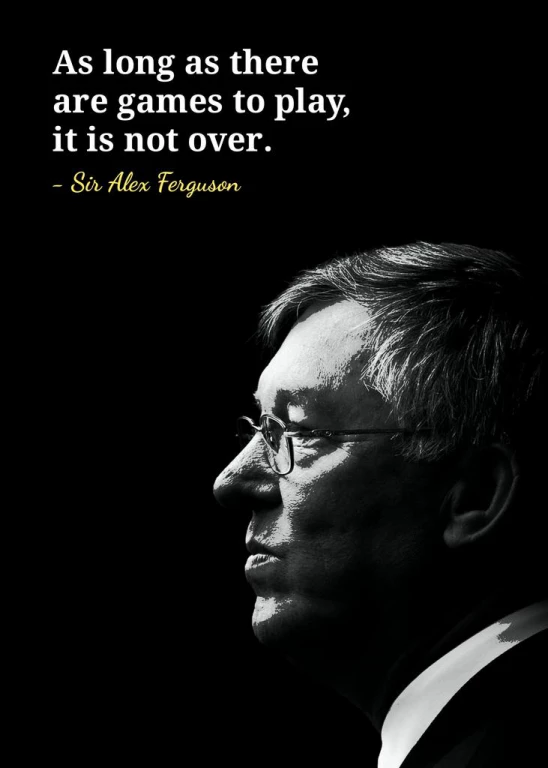 As long as there
are games to play,
it is not over.
- Sir Alex Ferguson